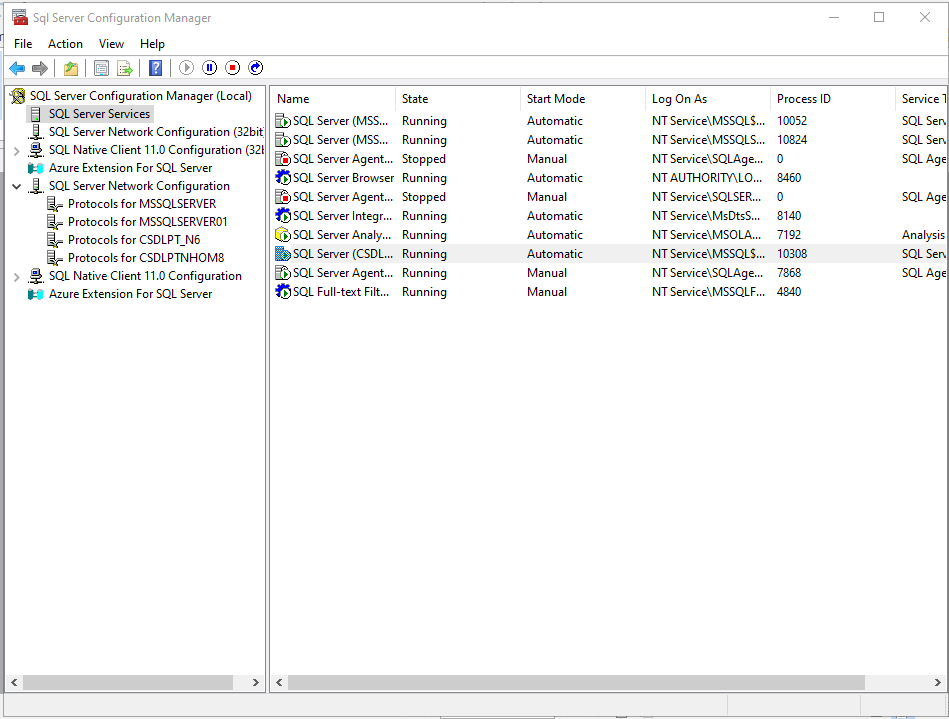 Sql Server Configuration Manager
File Action View Help
SQL Server Configuration Manager (Local)
SQL Server Services
SQL Server Network Configuration (32bit
SQL Native Client 11.0 Configuration (32b
Azure Extension For SQL Server
SQL Server Network Configuration
Protocols for MSSQLSERVER
Protocols for MSSQLSERVER01
Protocols for CSDLPT_N6
Protocols for CSDLPTNHOM8
SQL Native Client 11.0 Configuration
Azure Extension For SQL Server
Name State Start Mode Log On As Process ID Service T
SQL Server (MSS... Running Automatic NT Service\MSSQL$... 10052 SQL Serv
SQL Server (MSS... Running Automatic NT Service\MSSQLS... 10824 SQL Serv
SQL Server Agent... Stopped Manual NT Service\SQLAge... 0 SQL Age
SQL Server Browser Running Automatic NT AUTHORITY\LO... 8460
SQL Server Agent... Stopped Manual NT Service\SQLSER... 0 SQL Age
SQL Server Integr... Running Automatic NT Service\MsDtsS... 8140
SQL Server Analy... Running Automatic NT Service\MSOLA... 7192 Analysis
SQL Server (CSDL... Running Automatic NT Service\MSSQL$... 10308 SQL Serv
SQL Server Agent... Running Manual NT Service\SQLAge... 7868 SQL Age
SQL Full-text Filt... Running Manual NT Service\MSSQLF... 4840